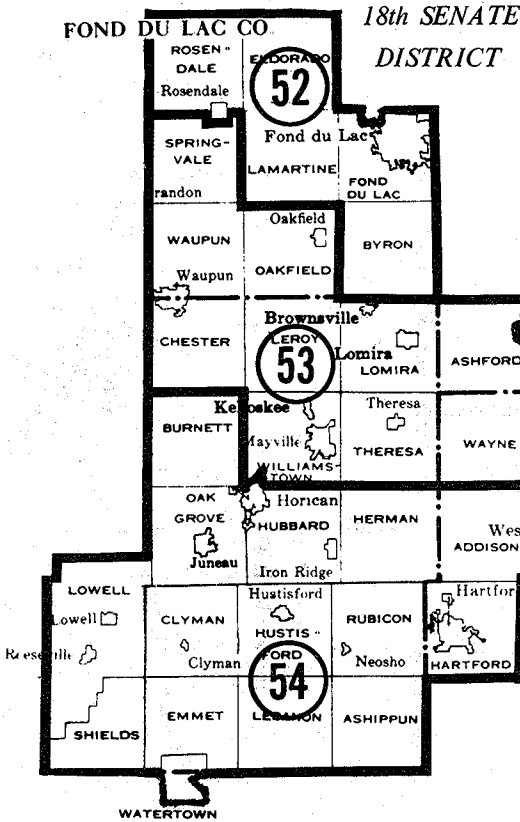 FOND DU LAC CO
18th SENATE
DISTRICT
ROSEN-
DALE
Rosendale
ELDORADO
52
SPRING-
VALE
Fond du Lac
LAMARTINE
FOND
DU LAC
randon
WAUPUN
Waupun
Oakfield
OAKFIELD
BYRON
Brownsville
CHESTER
LEROY
53
Lomira
LOMIRA
ASHFORD
Kekoskee
Theresa
BURNETT
Mayville
THERESA
WAYNE
WILLIAMS-
TOWN
OAK
GROVE
Horican
HUBBARD
HERMAN
Wes
ADDISON
Juneau
Iron Ridge
LOWELL
Lowell
Reeseville
CLYMAN
Clyman
Hustisford
HUSTIS-
FORD
RUBICON
Neosho
Hartfor
HARTFORD
54
SHIELDS
EMMET
LEBANON
ASHIPPUN
WATERTOWN